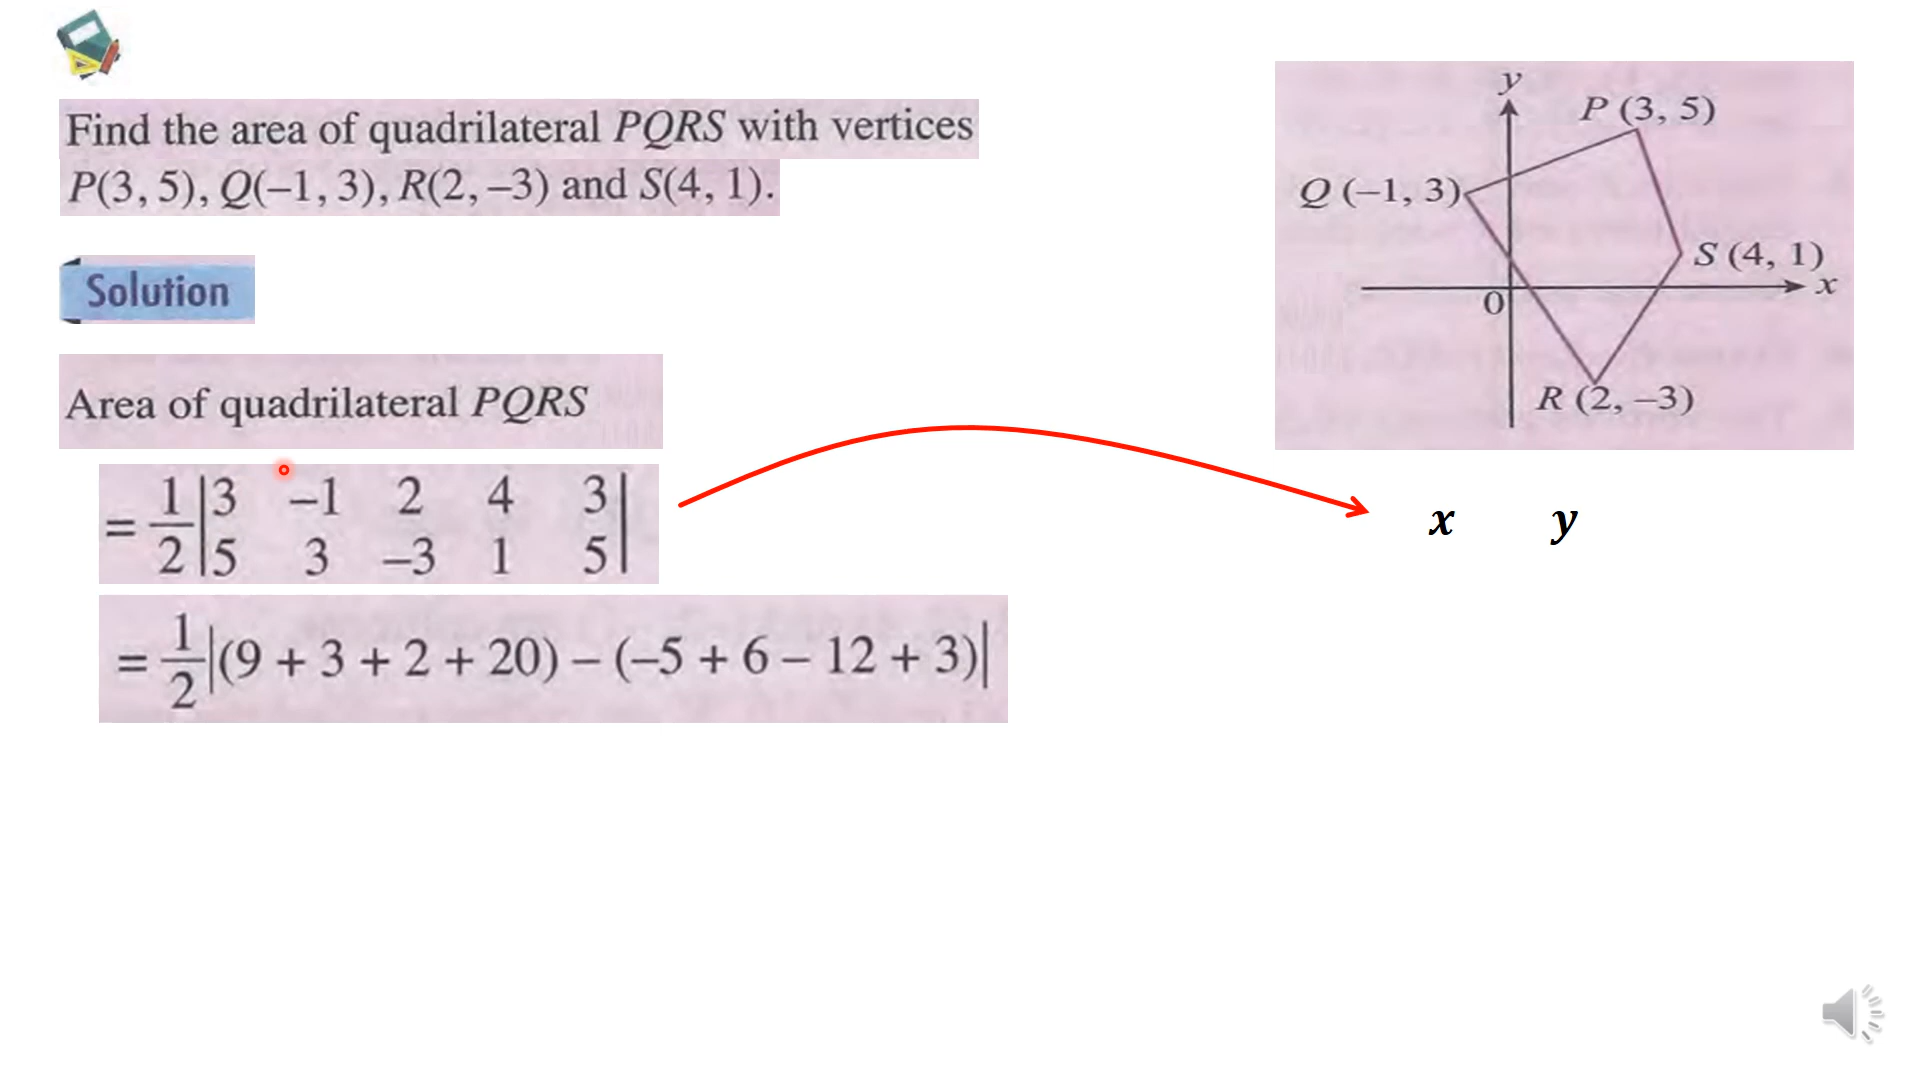 Find the area of quadrilateral PQRS with vertices
P(3, 5), Q(–1, 3), R(2, –3) and S(4, 1).
Solution
Area of quadrilateral PQRS
= 1/2 |3 –1 2 4 3|
|5 3 –3 1 5|
= 1/2 |(9 + 3 + 2 + 20) – (–5 + 6 – 12 + 3)|
y
P (3, 5)
Q (–1, 3)
S (4, 1)
x
0
R (2, –3)
x y